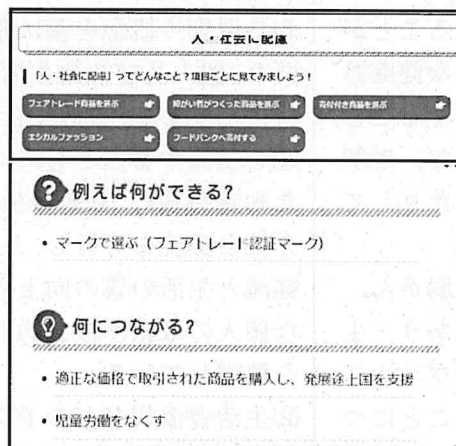 人・社会に配慮
「人・社会に配慮」ってどんなこと？項目ごとに見てみましょう！
フェアトレード商品を選ぶ
障がい者がつくった商品を選ぶ
寄付付き商品を選ぶ
エシカルファッション
フードバンクへ寄付する
? 例えば何ができる?
• マークで選ぶ（フェアトレード認証マーク）
何につながる?
• 適正な価格で取引された商品を購入し、発展途上国を支援
• 児童労働をなくす